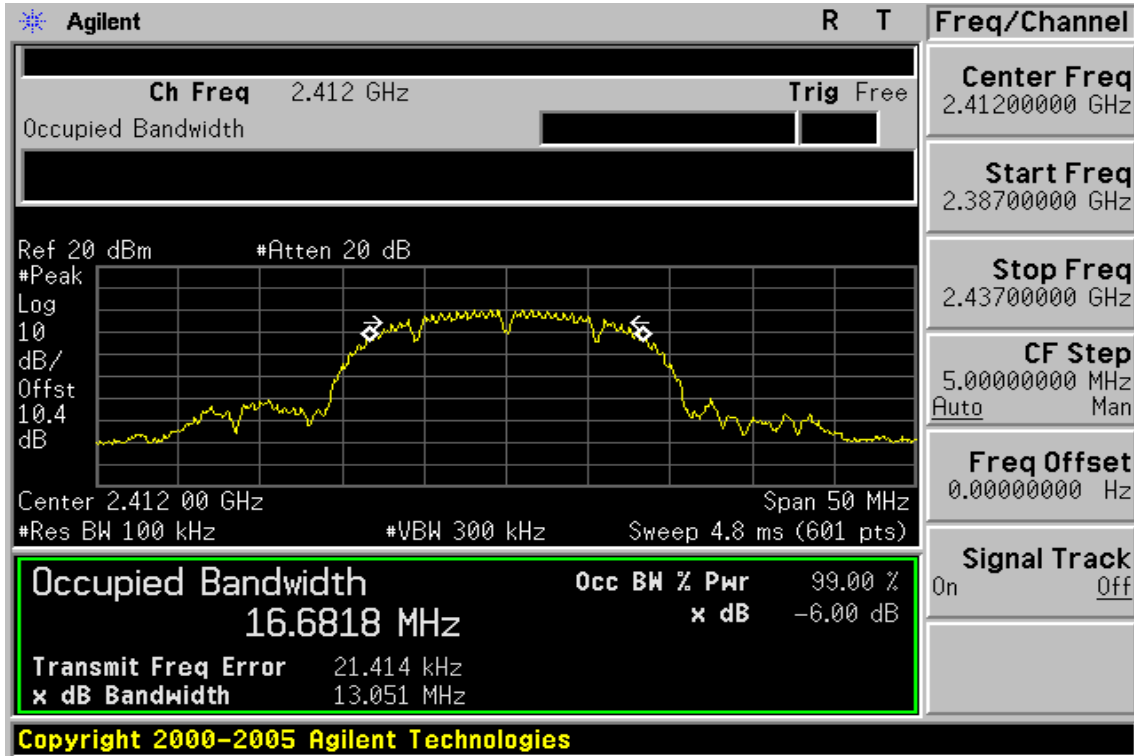 Agilent R T
Ch Freq 2.412 GHz Trig Free
Occupied Bandwidth
Ref 20 dBm #Atten 20 dB
#Peak
Log
10
dB/
Offst
10.4
dB
Center 2.412 00 GHz Span 50 MHz
#Res BW 100 kHz #VBW 300 kHz Sweep 4.8 ms (601 pts)
Occupied Bandwidth Occ BW % Pwr 99.00 %
16.6818 MHz x dB -6.00 dB
Transmit Freq Error 21.414 kHz
x dB Bandwidth 13.051 MHz
Copyright 2000-2005 Agilent Technologies
Freq/Channel
Center Freq
2.41200000 GHz
Start Freq
2.38700000 GHz
Stop Freq
2.43700000 GHz
CF Step
5.00000000 MHz
Auto Man
Freq Offset
0.00000000 Hz
Signal Track
On Off